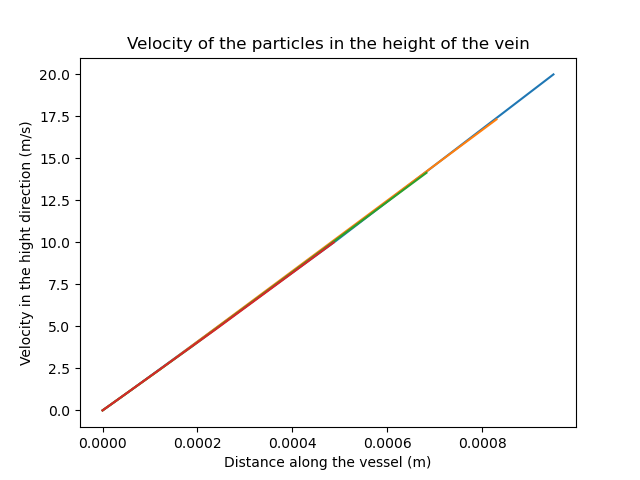 Velocity of the particles in the height of the vein
20.0
17.5
15.0
12.5
10.0
7.5
5.0
2.5
0.0
Velocity in the hight direction (m/s)
0.0000 0.0002 0.0004 0.0006 0.0008
Distance along the vessel (m)